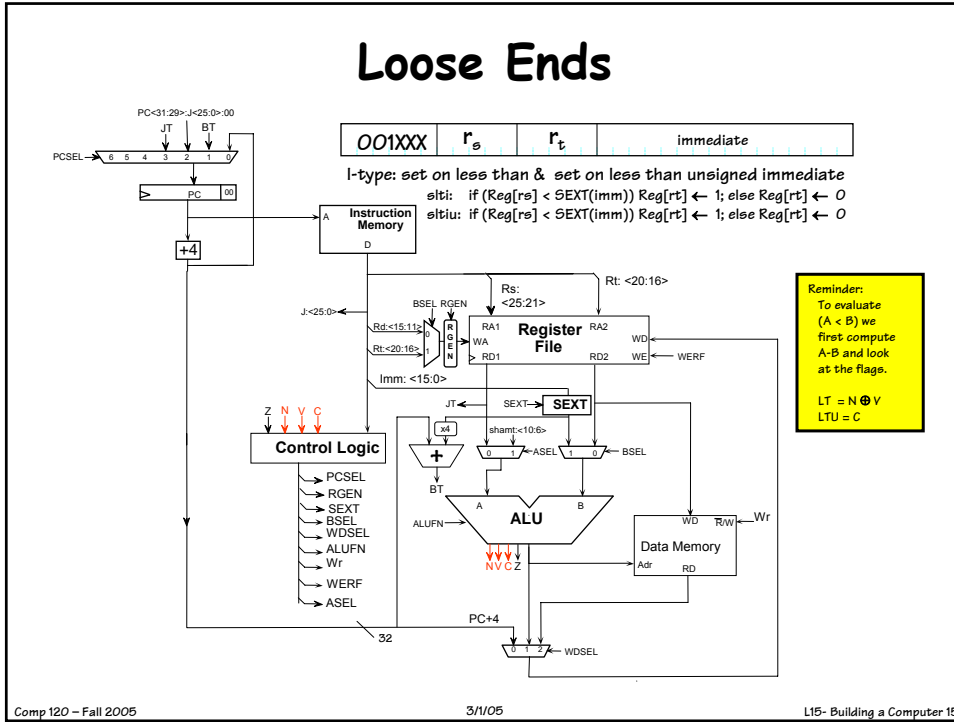 Loose Ends
PC<31:29>:J<25:0>:00
JT
BT
PCSEL
6 5 4 3 2 1 0
PC
00
+4
A
Instruction
Memory
D
001XXX rs rt immediate
I-type: set on less than & set on less than unsigned immediate
slti: if (Reg[rs] < SEXT(imm)) Reg[rt] ← 1; else Reg[rt] ← 0
sltiu: if (Reg[rs] < SEXT(imm)) Reg[rt] ← 1; else Reg[rt] ← 0
Rs:
<25:21>
Rt: <20:16>
J:<25:0>
BSEL RGEN
Rd:<15:11>
Rt:<20:16>
0
1
R
G
E
N
RA1
RA2
Register
File
WA
WD
RD1
RD2
WE
WERF
Reminder:
To evaluate
(A < B) we
first compute
A-B and look
at the flags.
LT = N ⊕ V
LTU = C
Imm: <15:0>
JT
SEXT
SEXT
x4
shamt:<10:6>
0 1
ASEL
1 0
BSEL
+
BT
Z N V C
Control Logic
PCSEL
RGEN
SEXT
BSEL
WDSEL
ALUFN
Wr
WERF
ASEL
A
B
ALU
ALUFN
N V C Z
WD
R/W
Wr
Data Memory
Adr
RD
PC+4
32
0 1 2
WDSEL
Comp 120 – Fall 2005
3/1/05
L15- Building a Computer 15